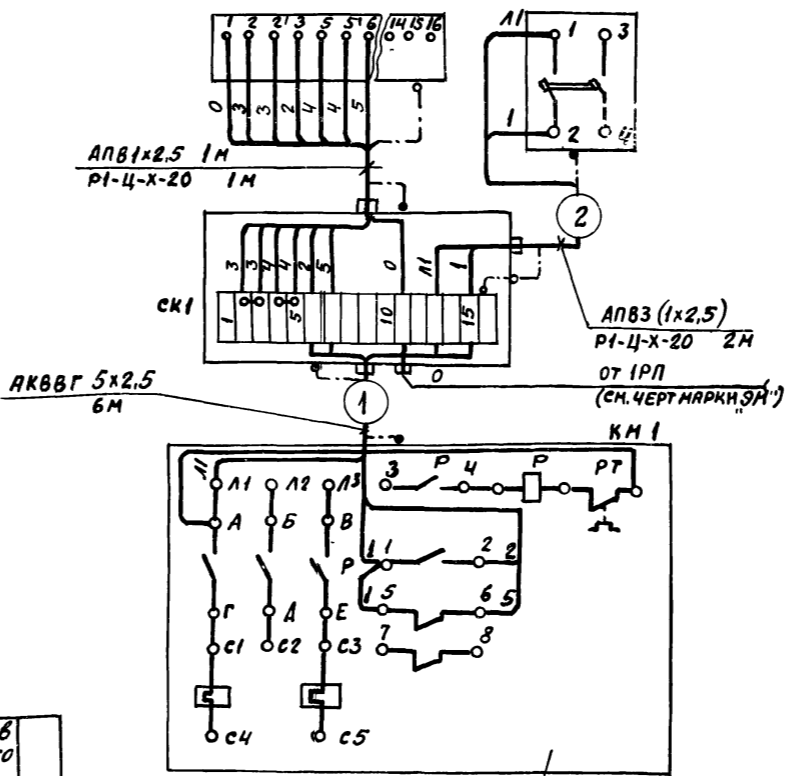 1 2 2' 3 5 5' 6 14 15 16
0 3 3 2 4 4 5
Л1 1 3
1 2 4
АПВ1х2,5 1м
Р1-Ц-Х-20 1м
2
3 3 4 4 2 5 0 Л1 1
СК1
1 5 10 15
АПВ3 (1х2,5)
Р1-Ц-Х-20 2м
0
от 1РП
(см. черт марки „ЭМ")
АКВВГ 5х2,5
6м
1
КМ1
Л1 Л1 Л2 Л3 3 Р 4 Р РТ
А Б В
Р 1 1 2 2
Г Д Е 1 5 6 5
С1 С2 С3 7 8
С4 С5